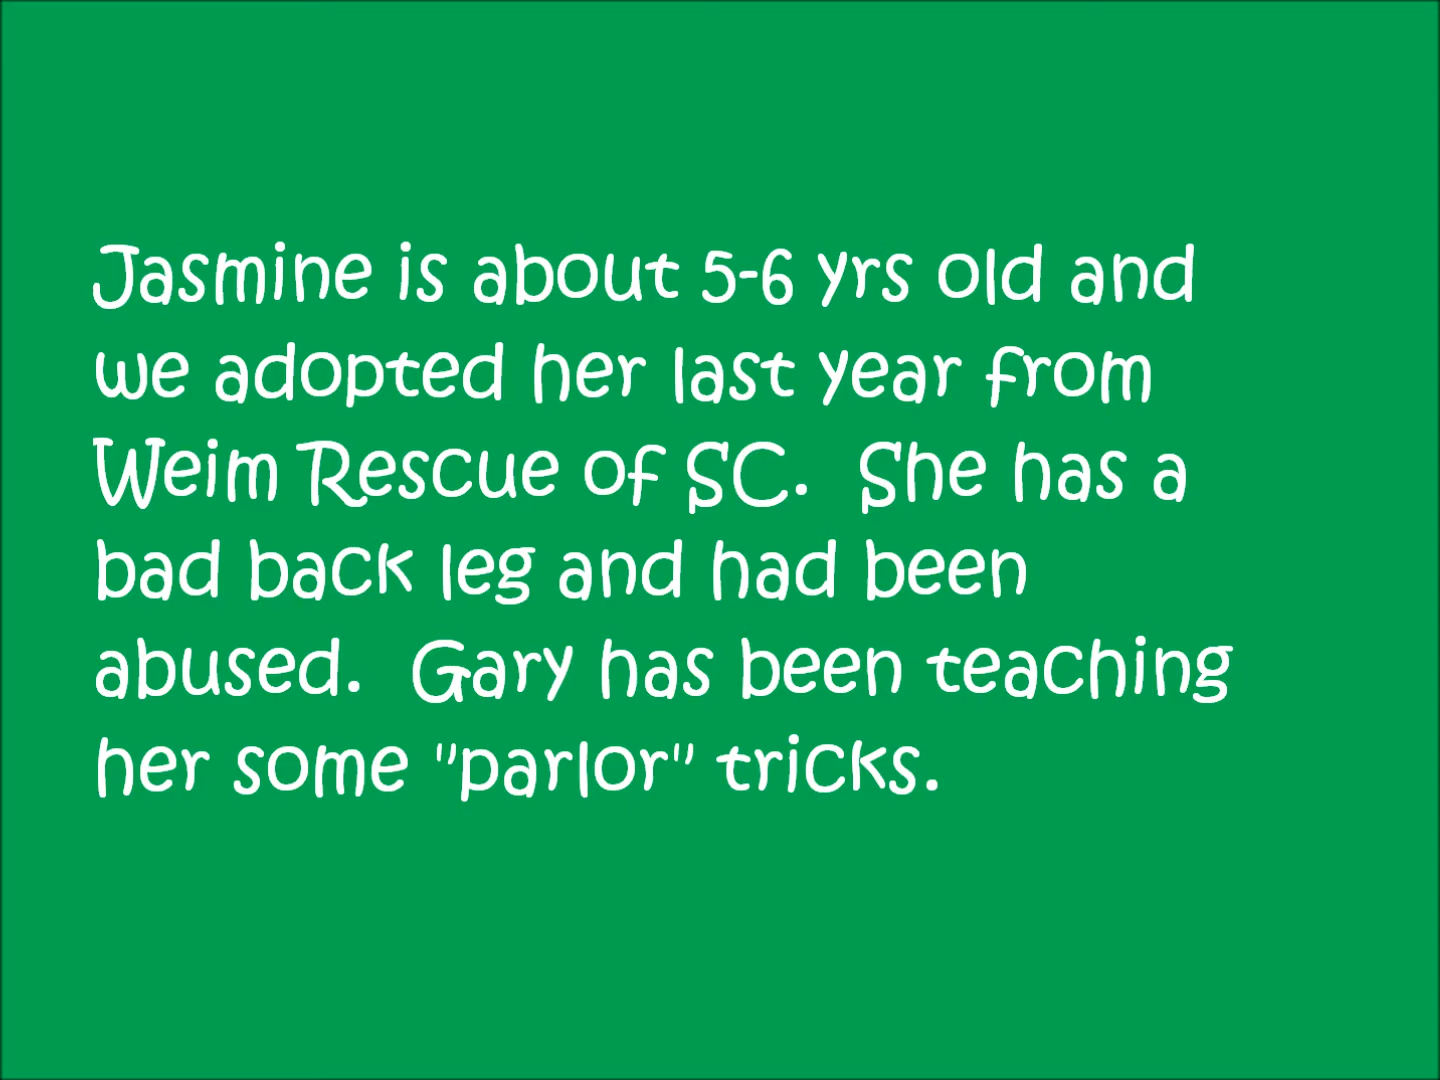 Jasmine is about 5-6 yrs old and
we adopted her last year from
Weim Rescue of SC.  She has a
bad back leg and had been
abused.  Gary has been teaching
her some "parlor" tricks.